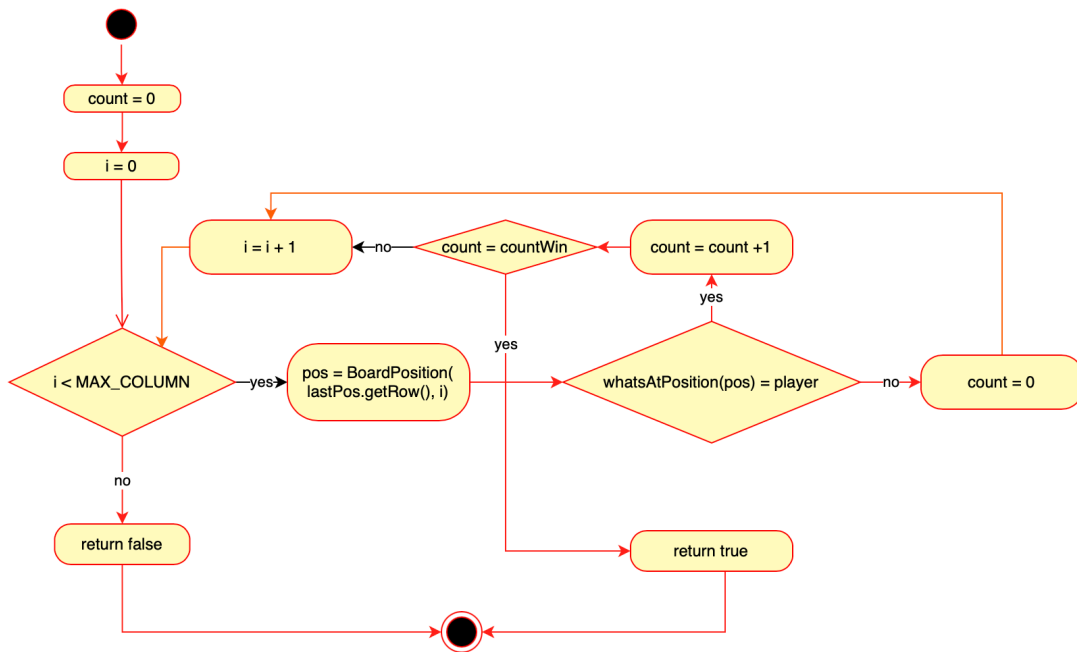 count = 0
i = 0
i = i + 1
no
count = countWin
count = count +1
yes
yes
i < MAX_COLUMN
yes
pos = BoardPosition(
lastPos.getRow(), i)
whatsAtPosition(pos) = player
no
count = 0
no
return false
return true